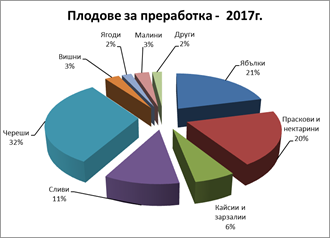 Плодове за преработка - 2017г.
Ябълки
21%
Праскови и
нектарини
20%
Кайсии и
зарзалии
6%
Сливи
11%
Череши
32%
Вишни
3%
Ягоди
2%
Малини
3%
Други
2%